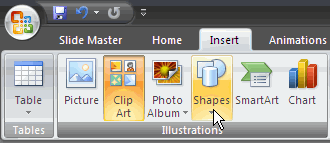 Slide Master Home Insert Animations
Table Picture Clip Art Photo Album Shapes SmartArt Chart
Tables Illustrations